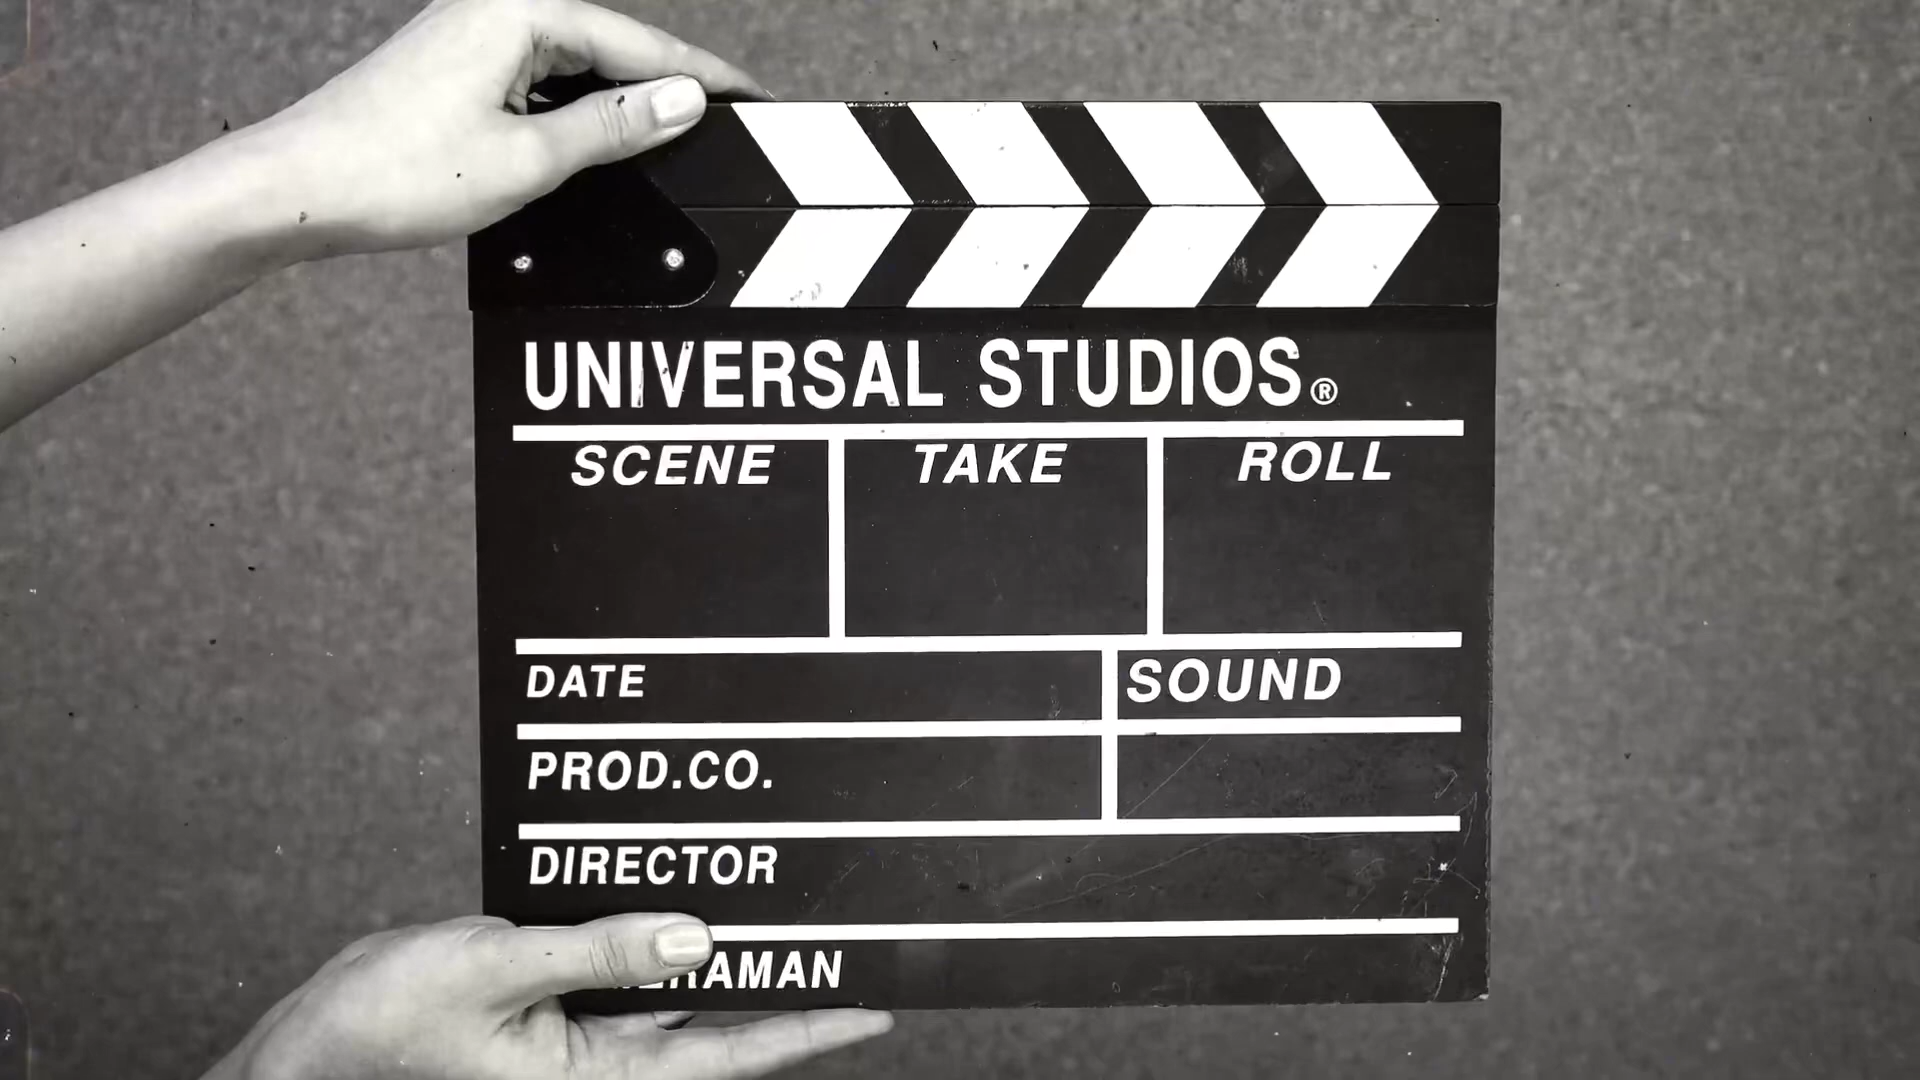 UNIVERSAL STUDIOS®
SCENE TAKE ROLL
DATE SOUND
PROD.CO.
DIRECTOR